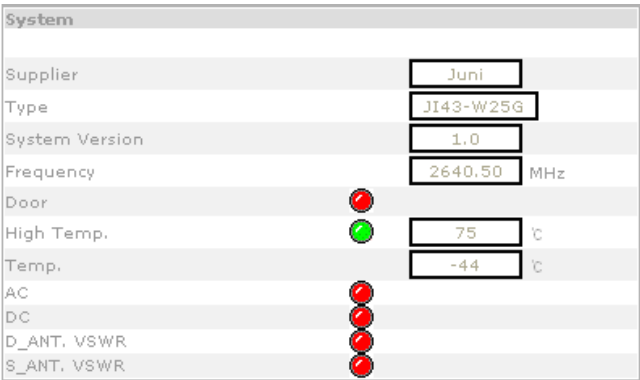 System
Supplier Juni
Type JI43-W25G
System Version 1.0
Frequency 2640.50 MHz
Door
High Temp. 75 ℃
Temp. -44 ℃
AC
DC
D_ANT. VSWR
S_ANT. VSWR